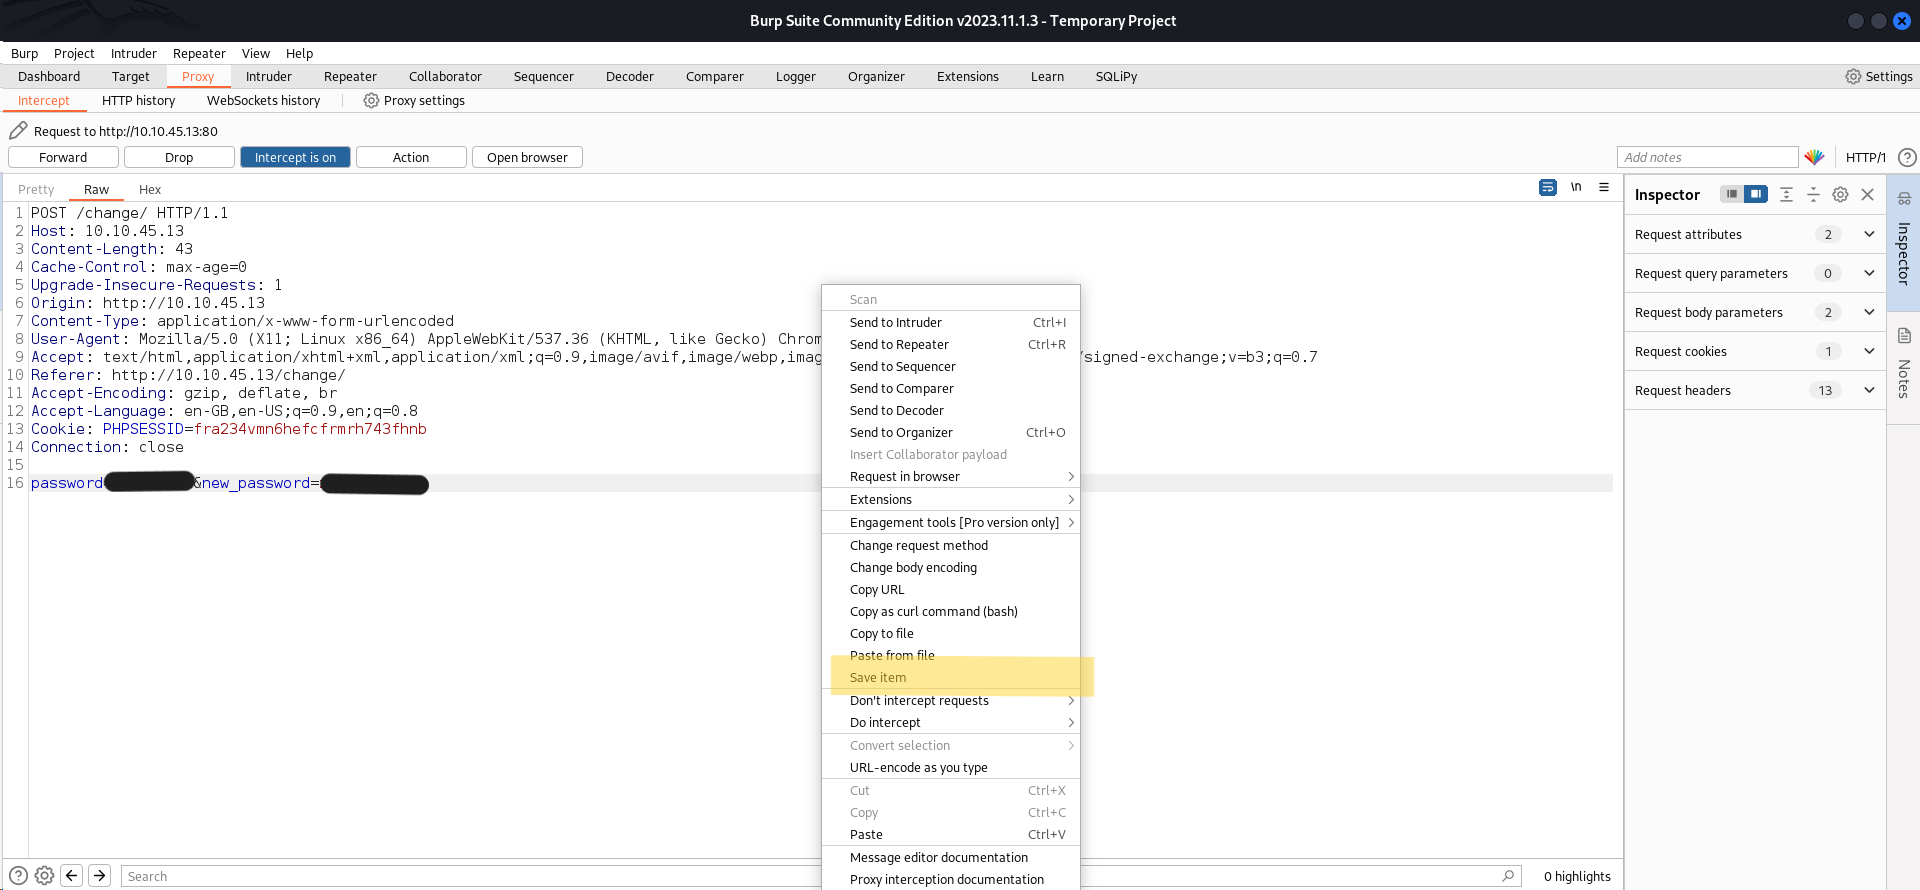 Burp Suite Community Edition v2023.11.1.3 - Temporary Project
Burp Project Intruder Repeater View Help
Dashboard Target Proxy Intruder Repeater Collaborator Sequencer Decoder Comparer Logger Organizer Extensions Learn SQLiPy Settings
Intercept HTTP history WebSockets history Proxy settings
Request to http://10.10.45.13:80
Forward Drop Intercept is on Action Open browser Add notes HTTP/1 ?
Pretty Raw Hex \n
1 POST /change/ HTTP/1.1
2 Host: 10.10.45.13
3 Content-Length: 43
4 Cache-Control: max-age=0
5 Upgrade-Insecure-Requests: 1
6 Origin: http://10.10.45.13
7 Content-Type: application/x-www-form-urlencoded
8 User-Agent: Mozilla/5.0 (X11; Linux x86_64) AppleWebKit/537.36 (KHTML, like Gecko) Chrom
9 Accept: text/html,application/xhtml+xml,application/xml;q=0.9,image/avif,image/webp,imag /signed-exchange;v=b3;q=0.7
10 Referer: http://10.10.45.13/change/
11 Accept-Encoding: gzip, deflate, br
12 Accept-Language: en-GB,en-US;q=0.9,en;q=0.8
13 Cookie: PHPSESSID=fra234vmn6hefcfrmrh743fhnb
14 Connection: close
15
16 password &new_password=
Scan
Send to Intruder Ctrl+I
Send to Repeater Ctrl+R
Send to Sequencer
Send to Comparer
Send to Decoder
Send to Organizer Ctrl+O
Insert Collaborator payload
Request in browser
Extensions
Engagement tools [Pro version only]
Change request method
Change body encoding
Copy URL
Copy as curl command (bash)
Copy to file
Paste from file
Save item
Don't intercept requests
Do intercept
Convert selection
URL-encode as you type
Cut Ctrl+X
Copy Ctrl+C
Paste Ctrl+V
Message editor documentation
Proxy interception documentation
Inspector
Request attributes 2
Request query parameters 0
Request body parameters 2
Request cookies 1
Request headers 13
Inspector
Notes
? Search 0 highlights